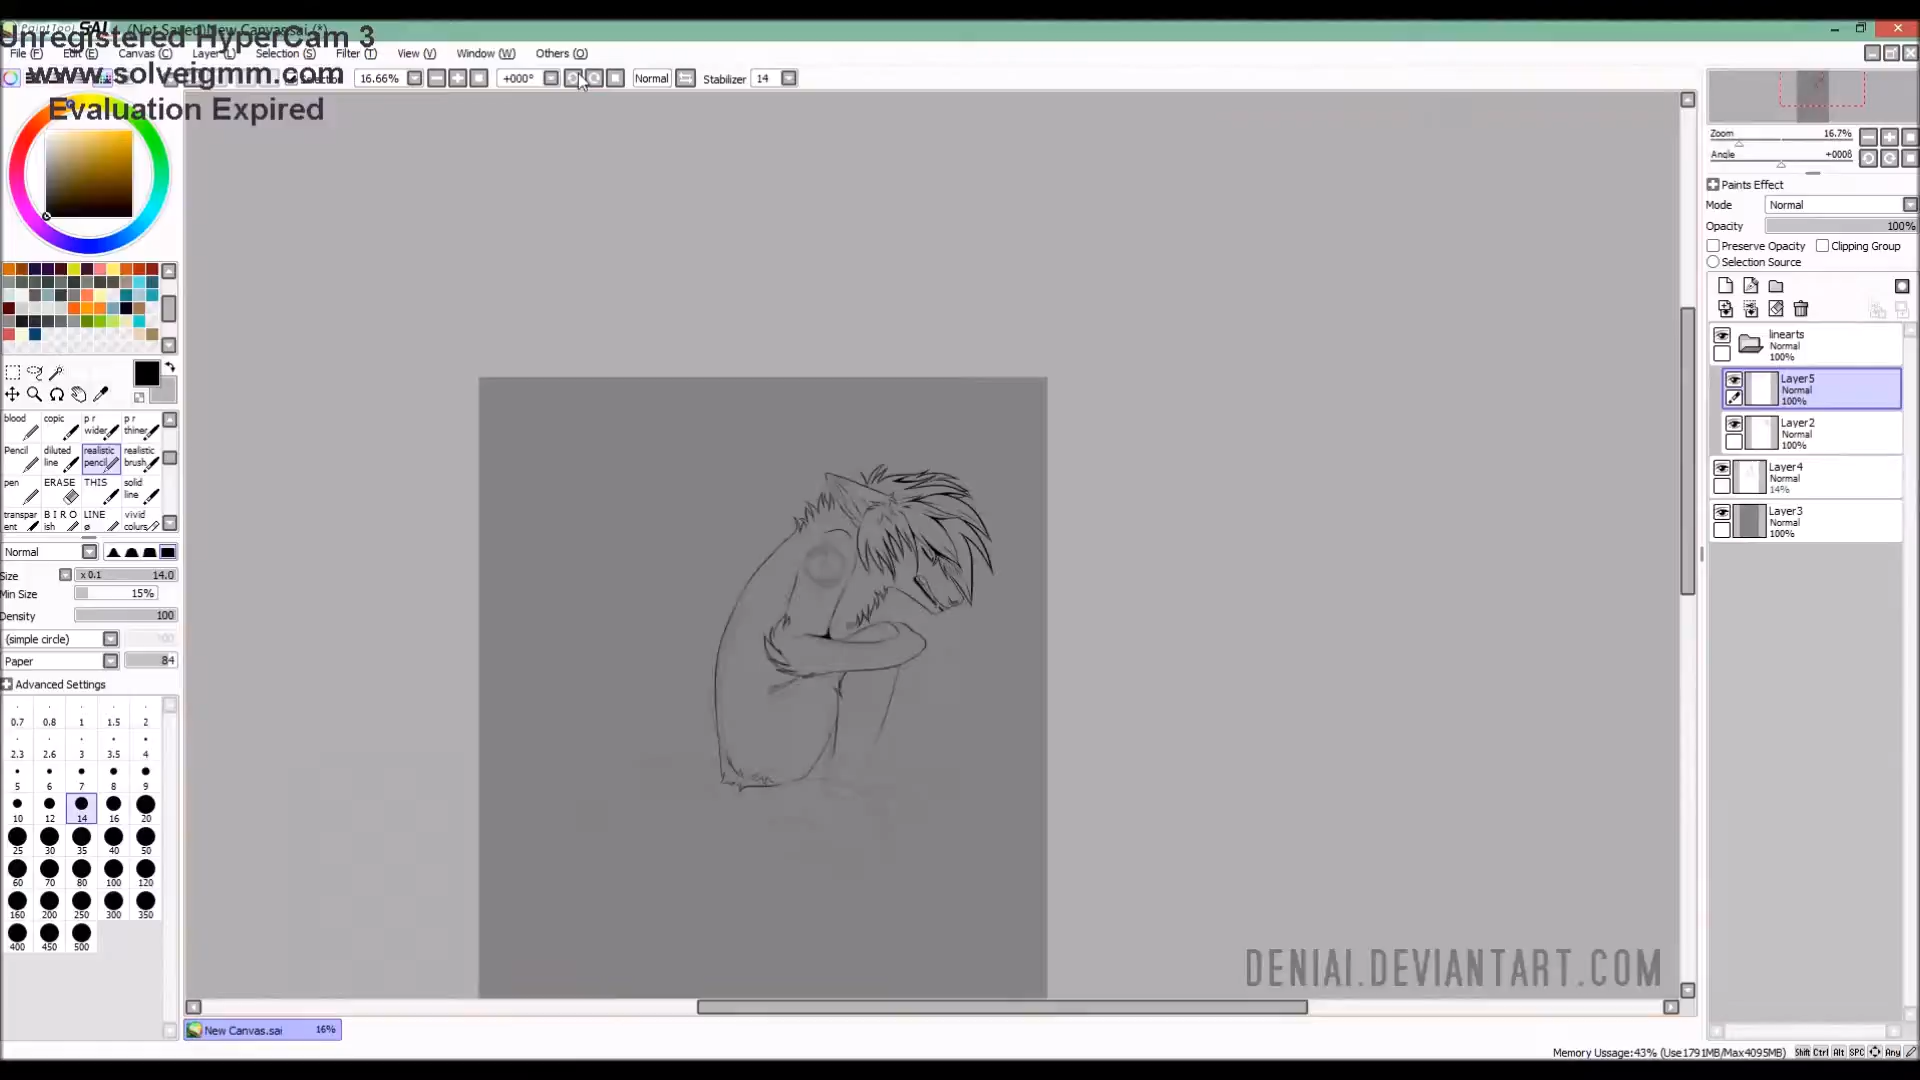 PaintTool SAI (Not Saved)New Canvas.sai (*)
Unregistered HyperCam 3
www.solveigmm.com
Evaluation Expired
File (F) Edit (E) Canvas (C) Layer (L) Selection (S) Filter (T) View (V) Window (W) Others (O)
16.66% +000° Normal Stabilizer 14
Zoom 16.7%
Angle +000δ
Paints Effect
Mode Normal
Opacity 100%
Preserve Opacity Clipping Group
Selection Source
linearts
Normal
100%
Layer5
Normal
100%
Layer2
Normal
100%
Layer4
Normal
14%
Layer3
Normal
100%
blood copic p r wider p r thiner
Pencil diluted line realistic pencil realistic brush
pen ERASE THIS solid line
transpar ent B I R O ish LINE ø vivid colors
Normal
Size x 0.1 14.0
Min Size 15%
Density 100
(simple circle) 100
Paper 84
Advanced Settings
0.7 0.8 1 1.5 2
2.3 2.6 3 3.5 4
5 6 7 8 9
10 12 14 16 20
25 30 35 40 50
60 70 80 100 120
160 200 250 300 350
400 450 500
DENIAI.DEVIANTART.COM
New Canvas.sai 16%
Memory Ussage:43% (Use1791MB/Max4095MB) Shift Ctrl Alt SPC Any